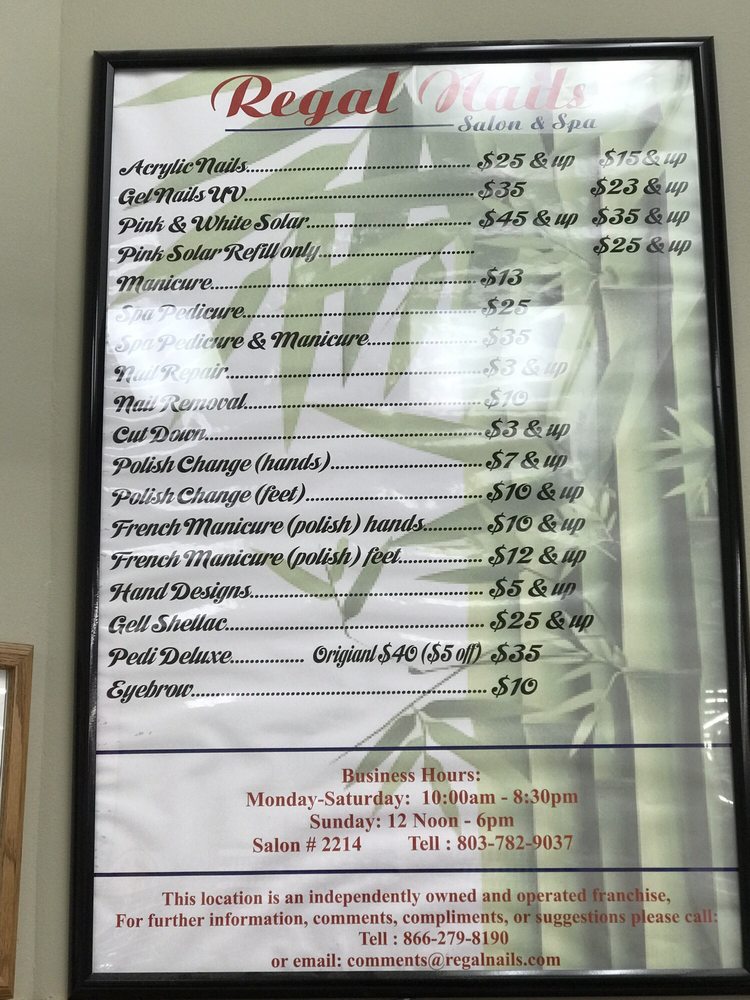 Regal Nails
Salon & Spa
Acrylic Nails.................................................. $25 & up $15 & up
Gel Nails UV.................................................. $35 $23 & up
Pink & White Solar.................................... $45 & up $35 & up
Pink Solar Refill only.................................. $25 & up
Manicure......................................................... $13
Spa Pedicure.................................................. $25
Spa Pedicure & Manicure....................... $35
Nail Repair...................................................... $3 & up
Nail Removal.................................................. $10
Cut Down......................................................... $3 & up
Polish Change (hands)................................. $7 & up
Polish Change (feet)...................................... $10 & up
French Manicure (polish) hands............ $10 & up
French Manicure (polish) feet................. $12 & up
Hand Designs.................................................. $5 & up
Gell Shellac...................................................... $25 & up
Pedi Deluxe............... Origianl $40 ($5 off) $35
Eyebrow............................................................ $10
Business Hours:
Monday-Saturday: 10:00am - 8:30pm
Sunday: 12 Noon - 6pm
Salon # 2214 Tell : 803-782-9037
This location is an independently owned and operated franchise,
For further information, comments, compliments, or suggestions please call:
Tell : 866-279-8190
or email: comments@regalnails.com